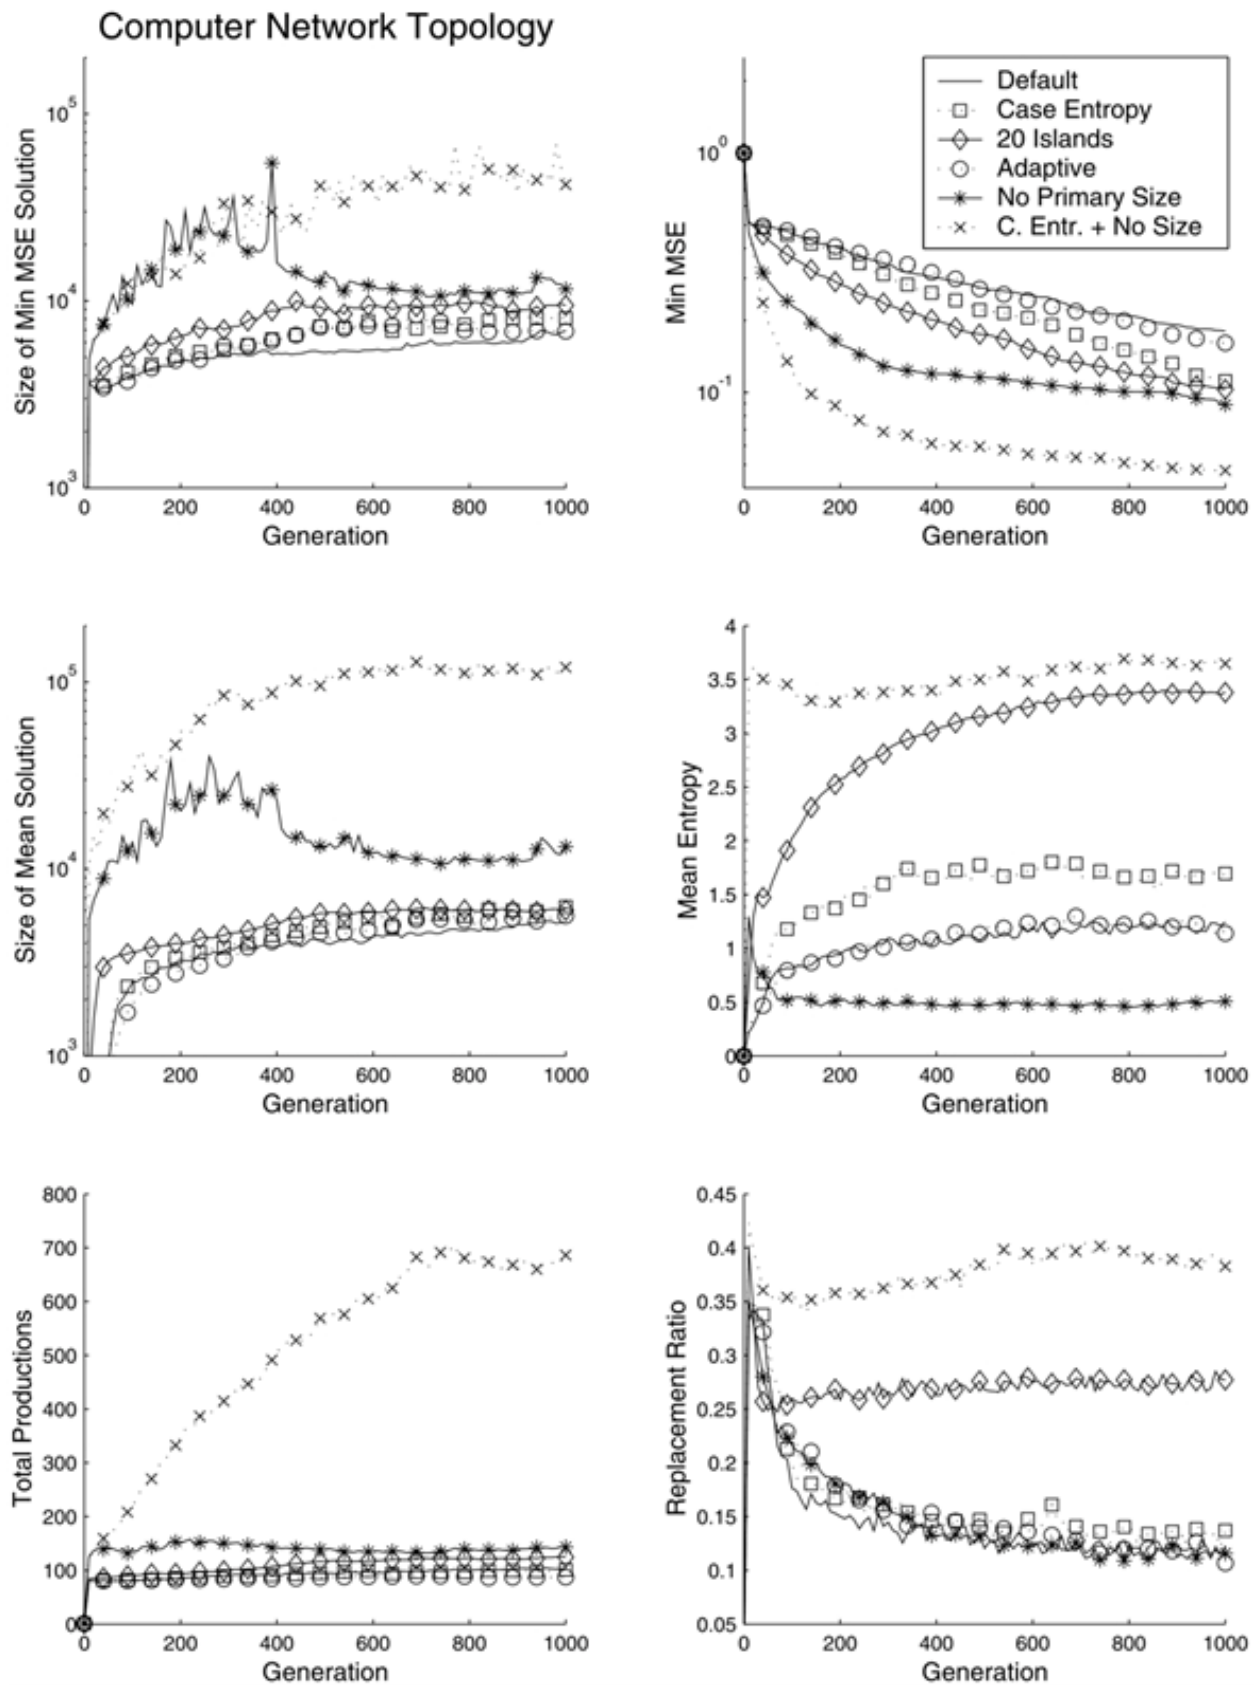 Computer Network Topology
Size of Min MSE Solution
10^5
10^4
10^3
0 200 400 600 800 1000
Generation
Min MSE
10^0
10^-1
0 200 400 600 800 1000
Generation
Default
Case Entropy
20 Islands
Adaptive
No Primary Size
C. Entr. + No Size
Size of Mean Solution
10^5
10^4
10^3
0 200 400 600 800 1000
Generation
Mean Entropy
4
3.5
3
2.5
2
1.5
1
0.5
0
0 200 400 600 800 1000
Generation
Total Productions
800
700
600
500
400
300
200
100
0
0 200 400 600 800 1000
Generation
Replacement Ratio
0.45
0.4
0.35
0.3
0.25
0.2
0.15
0.1
0.05
0 200 400 600 800 1000
Generation